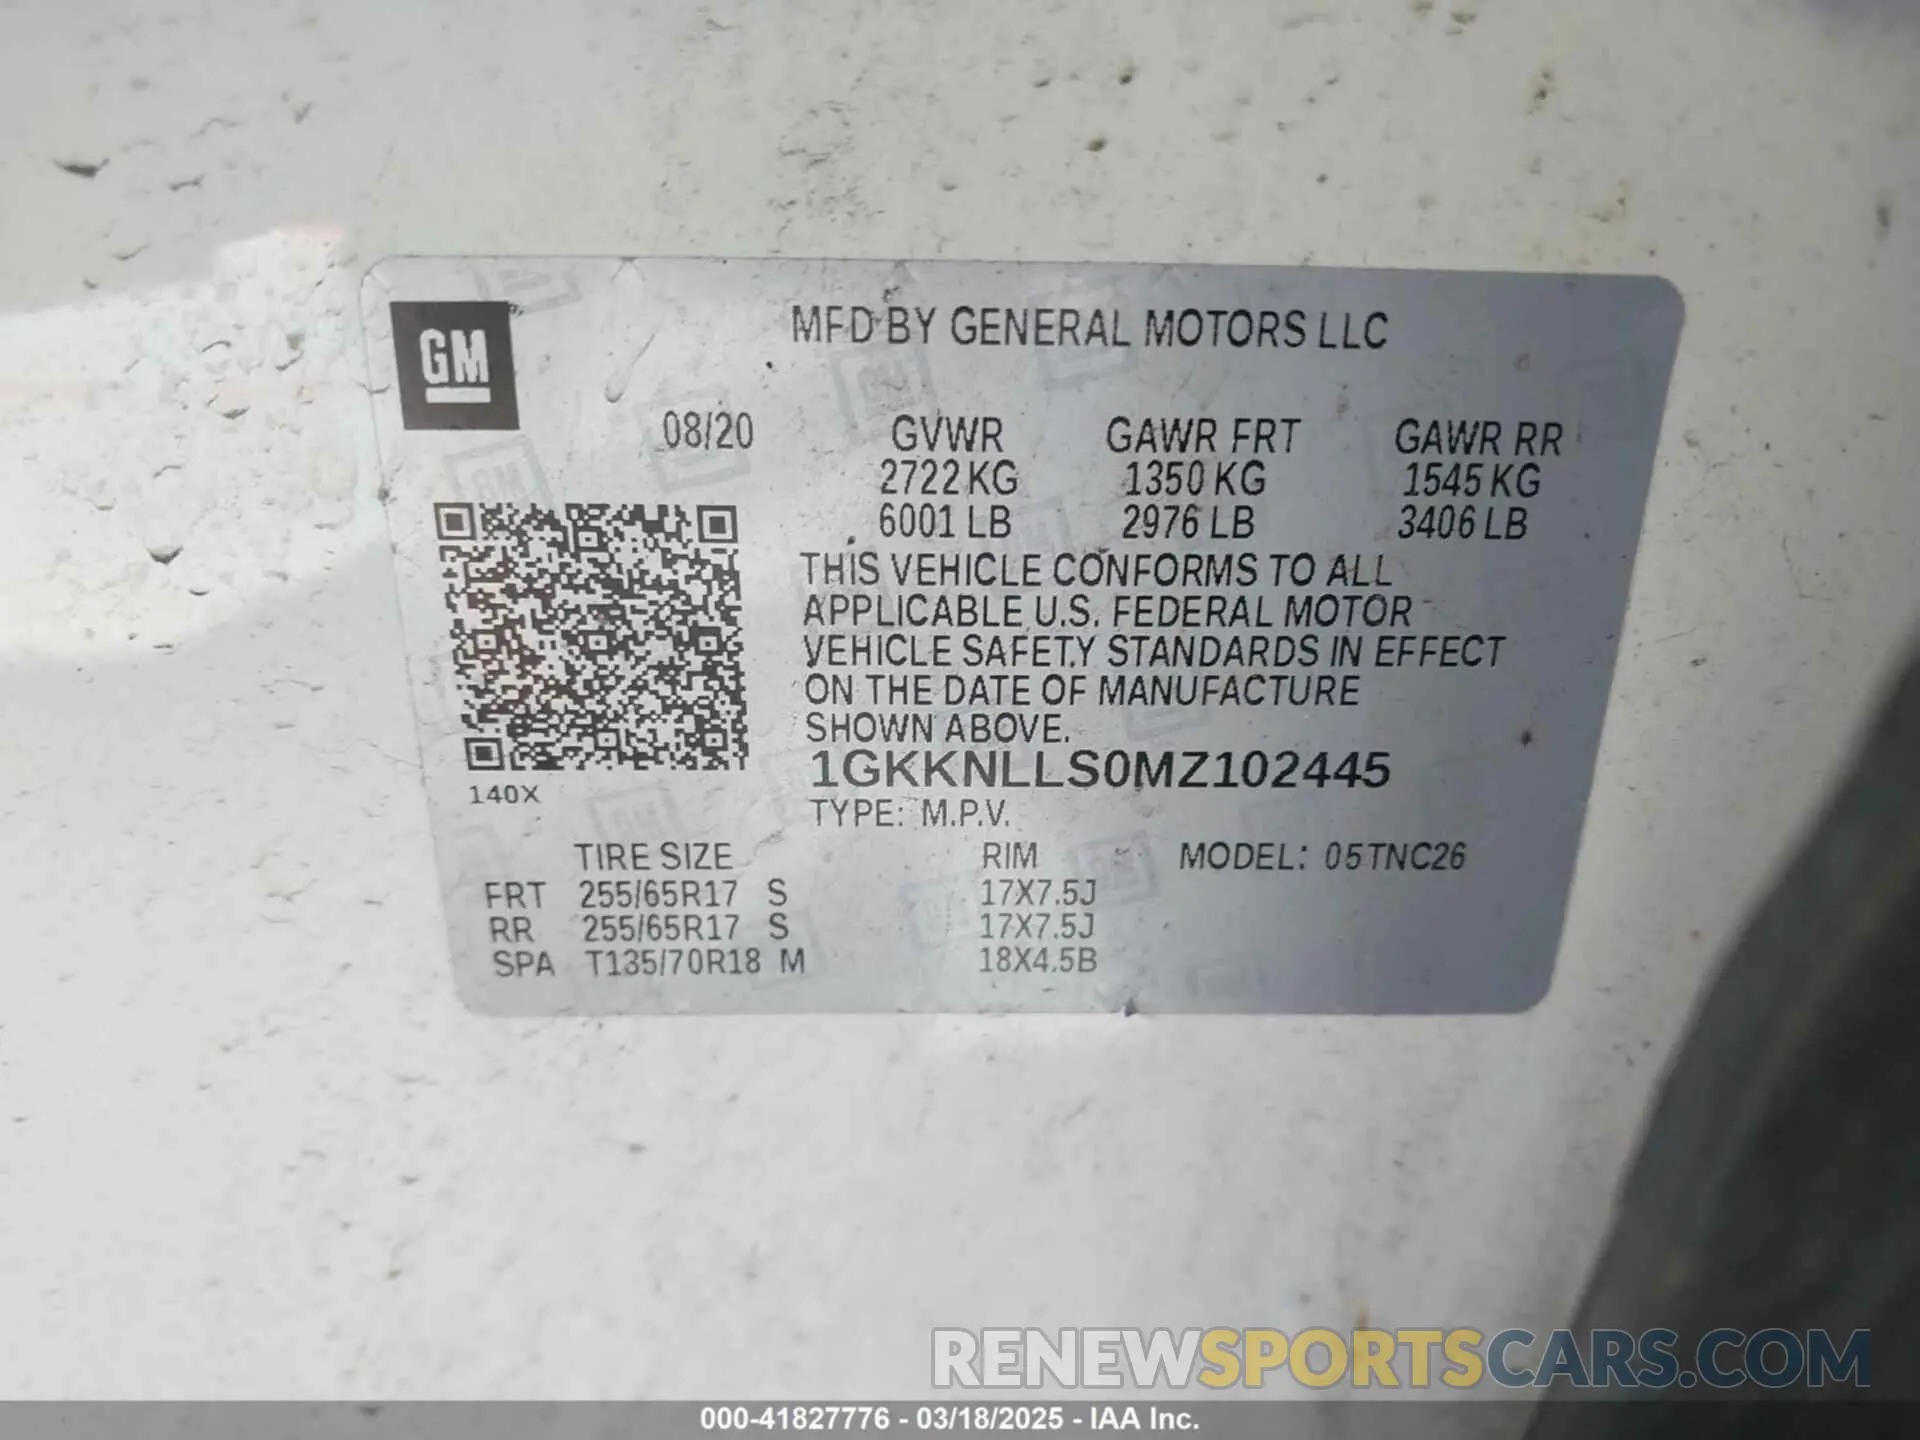 GM
MFD BY GENERAL MOTORS LLC
08/20 GVWR GAWR FRT GAWR RR
2722 KG 1350 KG 1545 KG
6001 LB 2976 LB 3406 LB
THIS VEHICLE CONFORMS TO ALL
APPLICABLE U.S. FEDERAL MOTOR
VEHICLE SAFETY STANDARDS IN EFFECT
ON THE DATE OF MANUFACTURE
SHOWN ABOVE.
1GKKNLLS0MZ102445
140X
TYPE: M.P.V.
TIRE SIZE RIM MODEL: 05TNC26
FRT 255/65R17 S 17X7.5J
RR 255/65R17 S 17X7.5J
SPA T135/70R18 M 18X4.5B
RENEWSPORTSCARS.COM
000-41827776 - 03/18/2025 - IAA Inc.